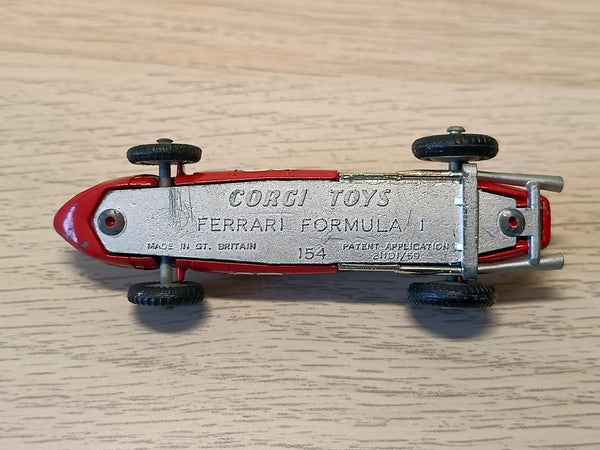 CORGI TOYS
FERRARI FORMULA 1
MADE IN GT. BRITAIN 154 PATENT APPLICATION
21101/59